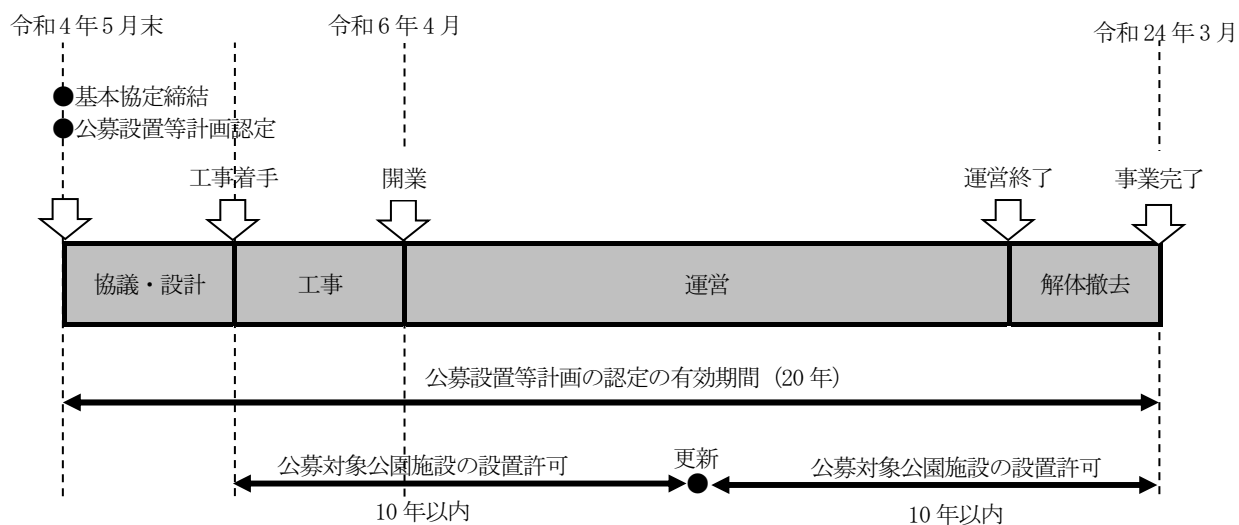 令和4年5月末
令和6年4月
令和24年3月
●基本協定締結
●公募設置等計画認定
工事着手
開業
運営終了
事業完了
協議・設計
工事
運営
解体撤去
公募設置等計画の認定の有効期間（20年）
公募対象公園施設の設置許可
更新
公募対象公園施設の設置許可
10年以内
10年以内